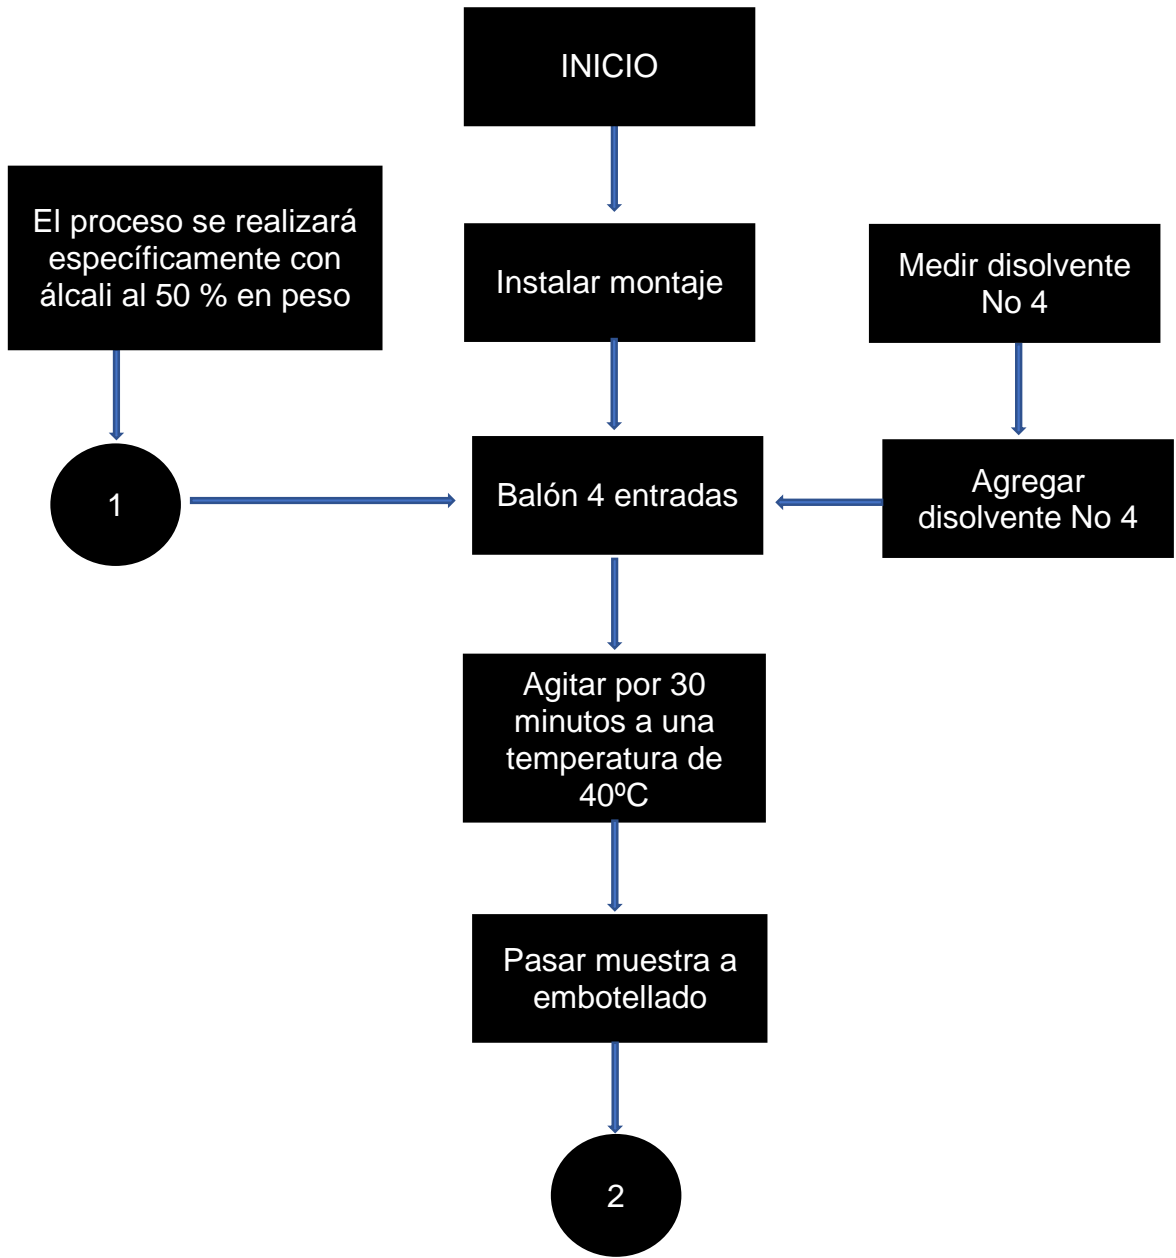 INICIO
El proceso se realizará
específicamente con
álcali al 50 % en peso
Instalar montaje
Medir disolvente
No 4
1
Balón 4 entradas
Agregar
disolvente No 4
Agitar por 30
minutos a una
temperatura de
40ºC
Pasar muestra a
embotellado
2